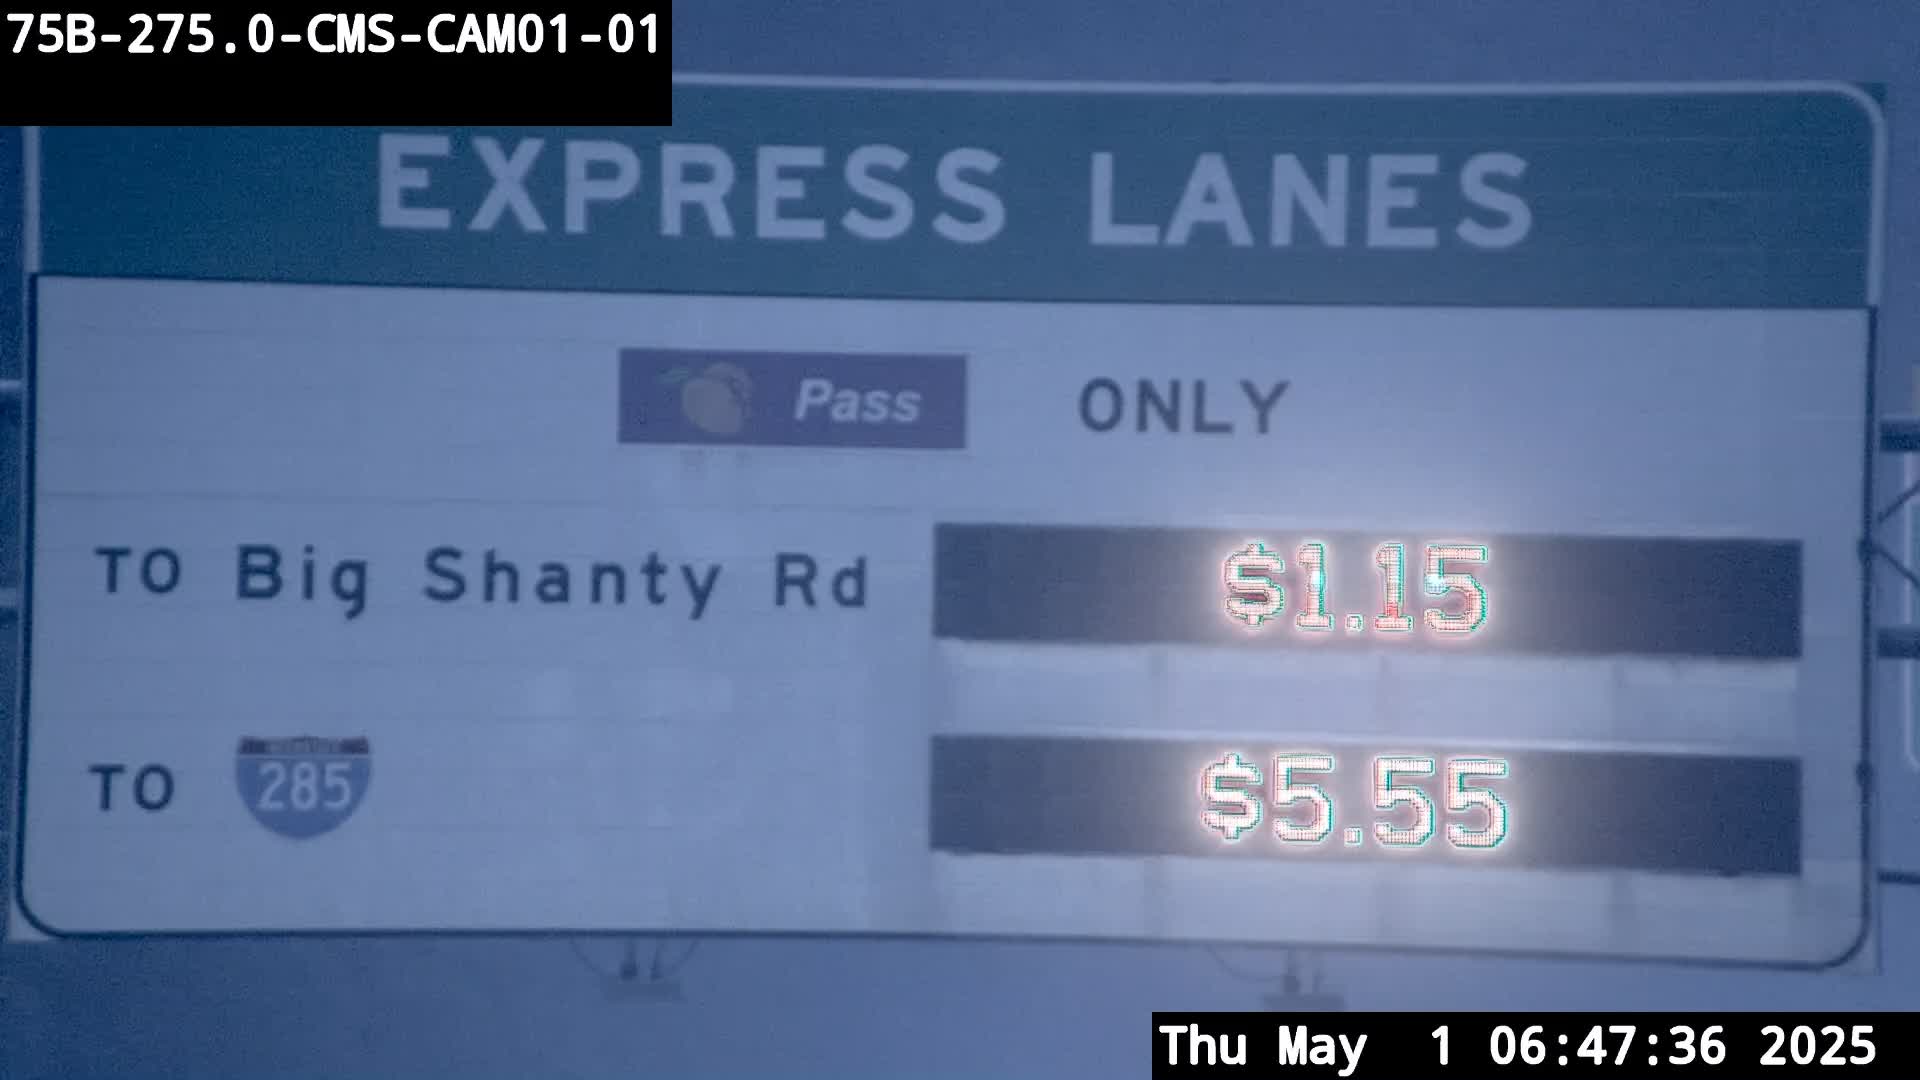 75B-275.0-CMS-CAM01-01
EXPRESS LANES
Pass ONLY
TO Big Shanty Rd $1.15
TO 285 $5.55
Thu May 1 06:47:36 2025